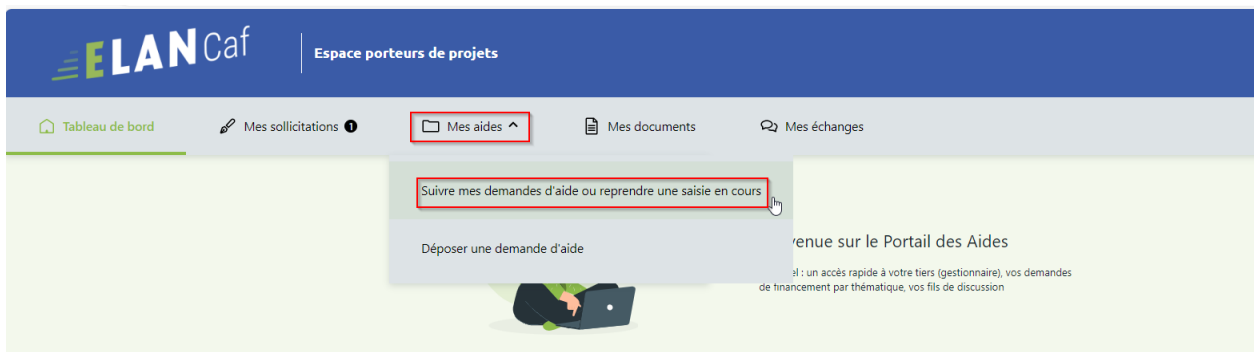 ELAN Caf
Espace porteurs de projets
Tableau de bord
Mes sollicitations 1
Mes aides
Mes documents
Mes échanges
Suivre mes demandes d'aide ou reprendre une saisie en cours
Déposer une demande d'aide
sur le Portail des Aides
: un accès rapide à votre tiers (gestionnaire), vos demandes
de financement par thématique, vos fils de discussion